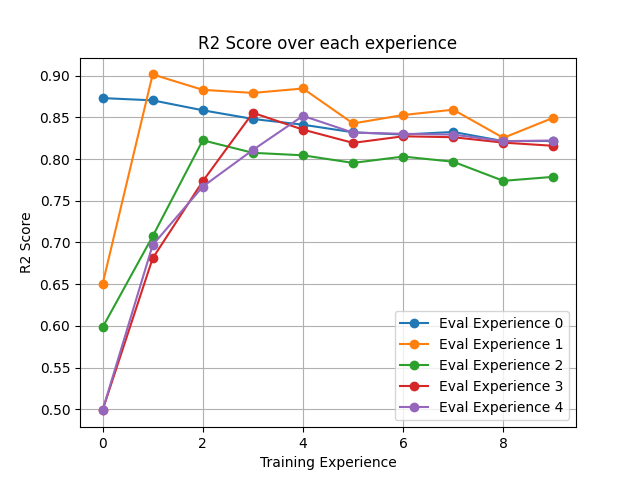 R2 Score over each experience
R2 Score
0.90
0.85
0.80
0.75
0.70
0.65
0.60
0.55
0.50
Eval Experience 0
Eval Experience 1
Eval Experience 2
Eval Experience 3
Eval Experience 4
0 2 4 6 8
Training Experience